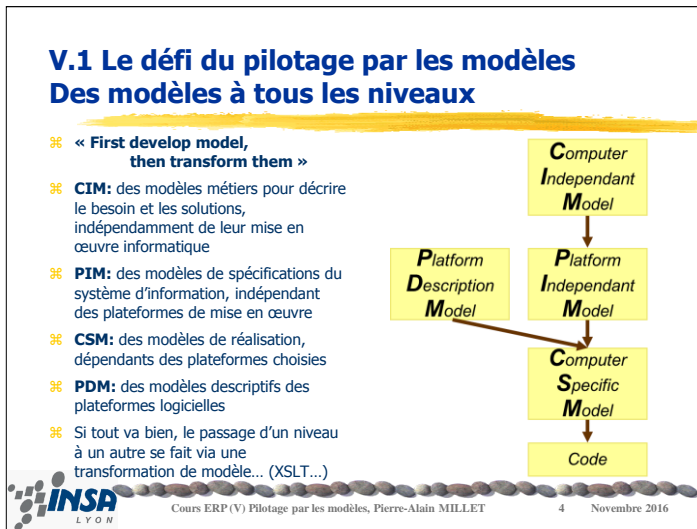 V.1 Le défi du pilotage par les modèles
Des modèles à tous les niveaux
« First develop model,
then transform them »
CIM: des modèles métiers pour décrire
le besoin et les solutions,
indépendamment de leur mise en
œuvre informatique
PIM: des modèles de spécifications du
système d'information, indépendant
des plateformes de mise en œuvre
CSM: des modèles de réalisation,
dépendants des plateformes choisies
PDM: des modèles descriptifs des
plateformes logicielles
Si tout va bien, le passage d'un niveau
à un autre se fait via une
transformation de modèle… (XSLT…)
Computer
Independant
Model
Platform
Description
Model
Platform
Independant
Model
Computer
Specific
Model
Code
INSA
LYON
Cours ERP (V) Pilotage par les modèles, Pierre-Alain MILLET
4
Novembre 2016